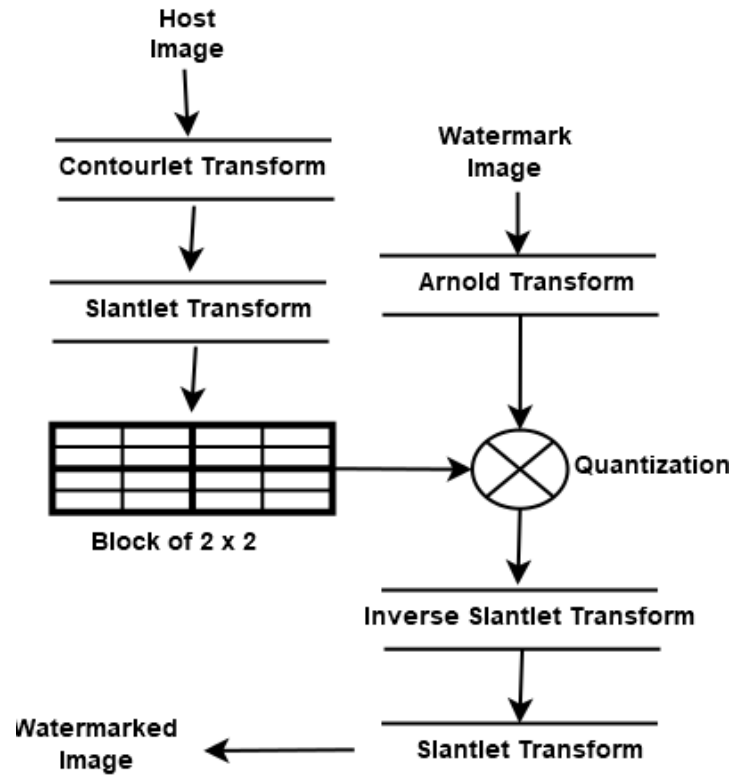 Host
Image
Contourlet Transform
Slantlet Transform
Block of 2 x 2
Watermark
Image
Arnold Transform
Quantization
Inverse Slantlet Transform
Slantlet Transform
Watermarked
Image